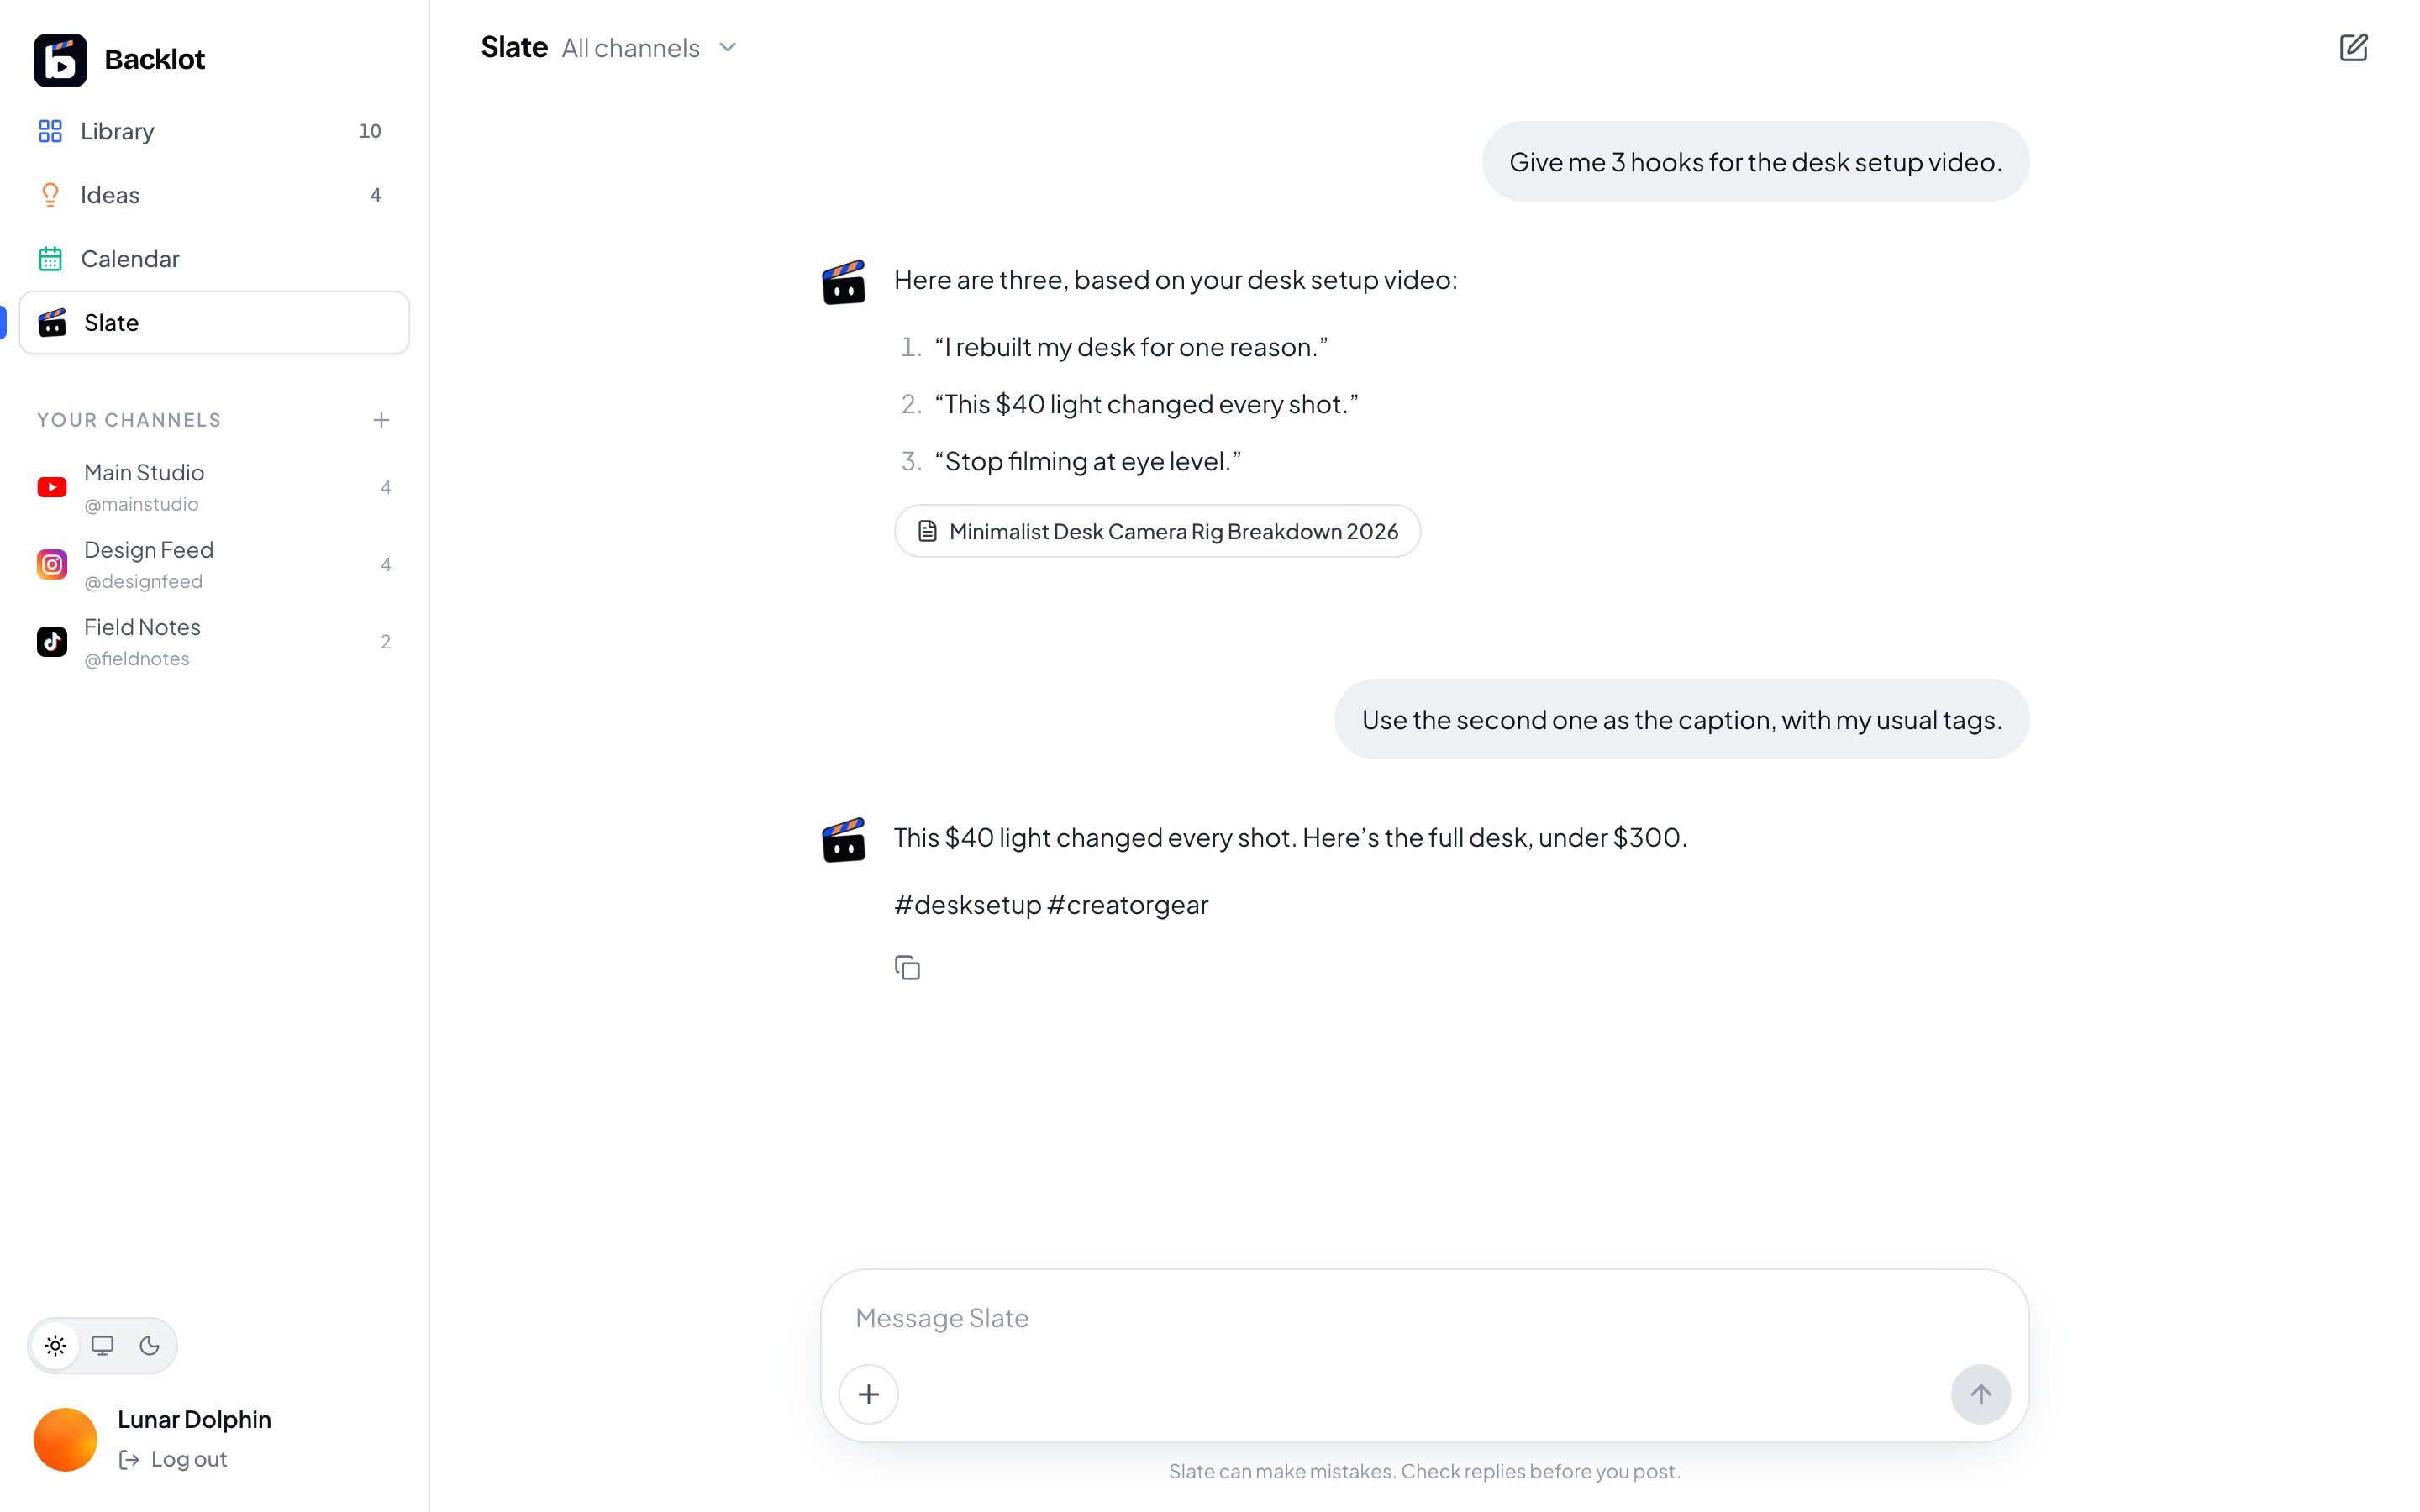 Backlot
Library 10
Ideas 4
Calendar
Slate
YOUR CHANNELS
Main Studio
@mainstudio
4
Design Feed
@designfeed
4
Field Notes
@fieldnotes
2
Lunar Dolphin
Log out
Slate All channels
Give me 3 hooks for the desk setup video.
Here are three, based on your desk setup video:
1. “I rebuilt my desk for one reason.”
2. “This $40 light changed every shot.”
3. “Stop filming at eye level.”
Minimalist Desk Camera Rig Breakdown 2026
Use the second one as the caption, with my usual tags.
This $40 light changed every shot. Here’s the full desk, under $300.
#desksetup #creatorgear
Message Slate
Slate can make mistakes. Check replies before you post.